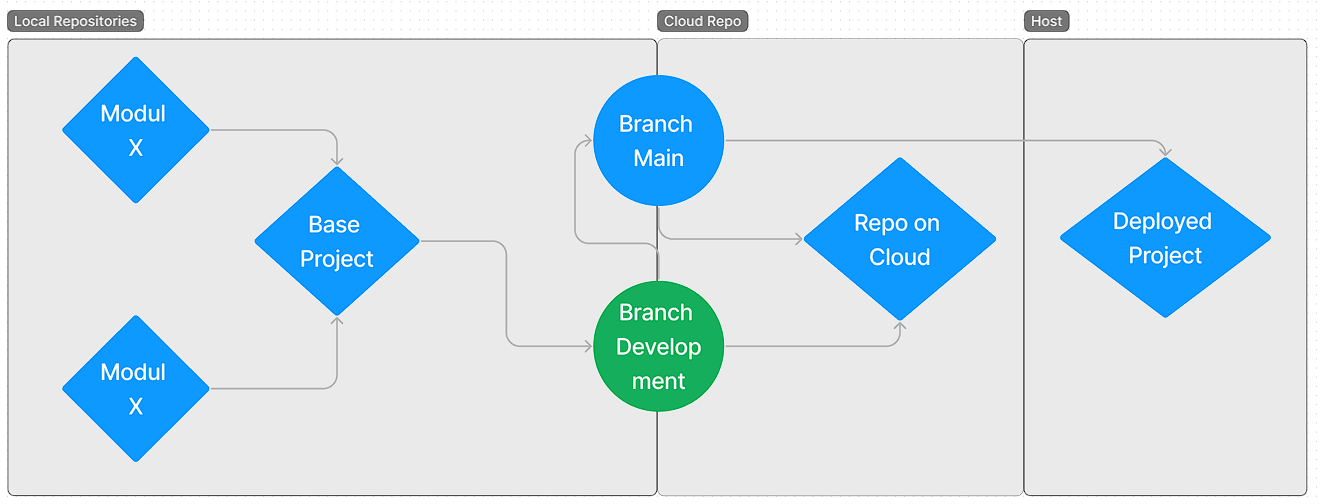 Local Repositories
Cloud Repo
Host
Modul
X
Base
Project
Modul
X
Branch
Main
Branch
Develop
ment
Repo on
Cloud
Deployed
Project